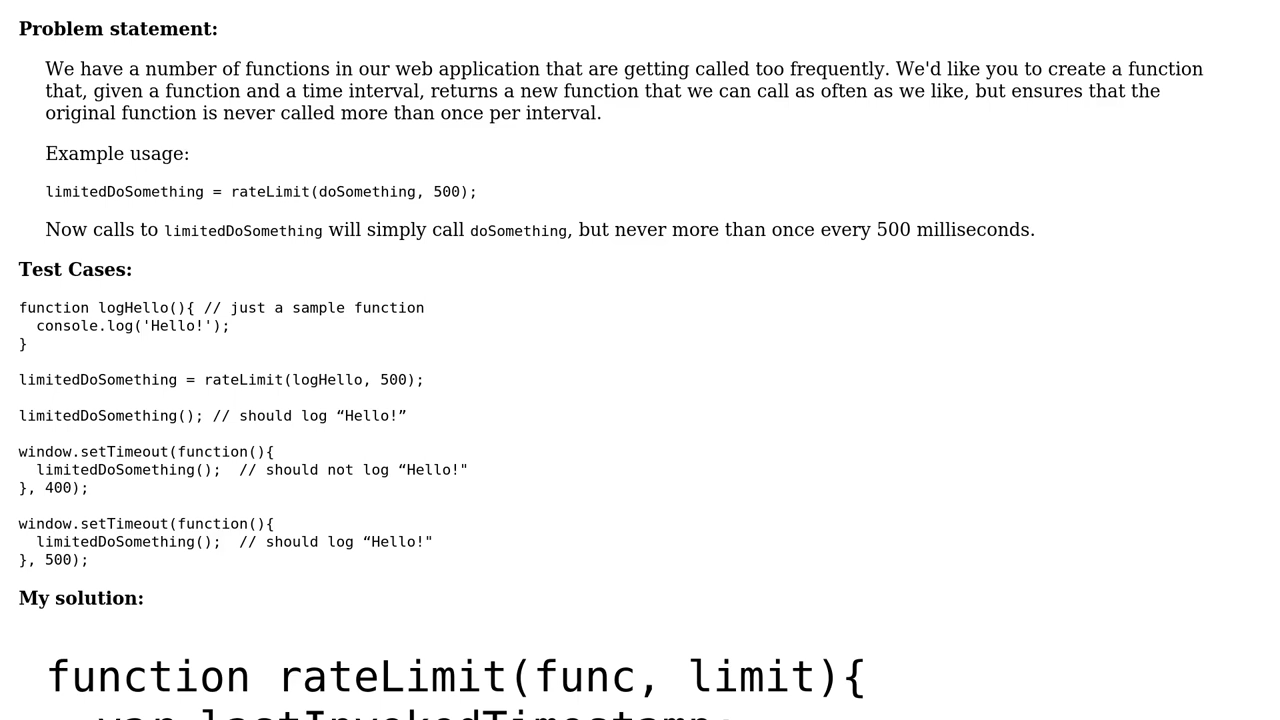 Problem statement:
We have a number of functions in our web application that are getting called too frequently. We'd like you to create a function
that, given a function and a time interval, returns a new function that we can call as often as we like, but ensures that the
original function is never called more than once per interval.
Example usage:
limitedDoSomething = rateLimit(doSomething, 500);
Now calls to limitedDoSomething will simply call doSomething, but never more than once every 500 milliseconds.
Test Cases:
function logHello(){ // just a sample function
  console.log('Hello!');
}
limitedDoSomething = rateLimit(logHello, 500);
limitedDoSomething(); // should log “Hello!”
window.setTimeout(function(){
  limitedDoSomething();  // should not log “Hello!"
}, 400);
window.setTimeout(function(){
  limitedDoSomething();  // should log “Hello!"
}, 500);
My solution:
function rateLimit(func, limit){
  var lastInvokedTimestamp;